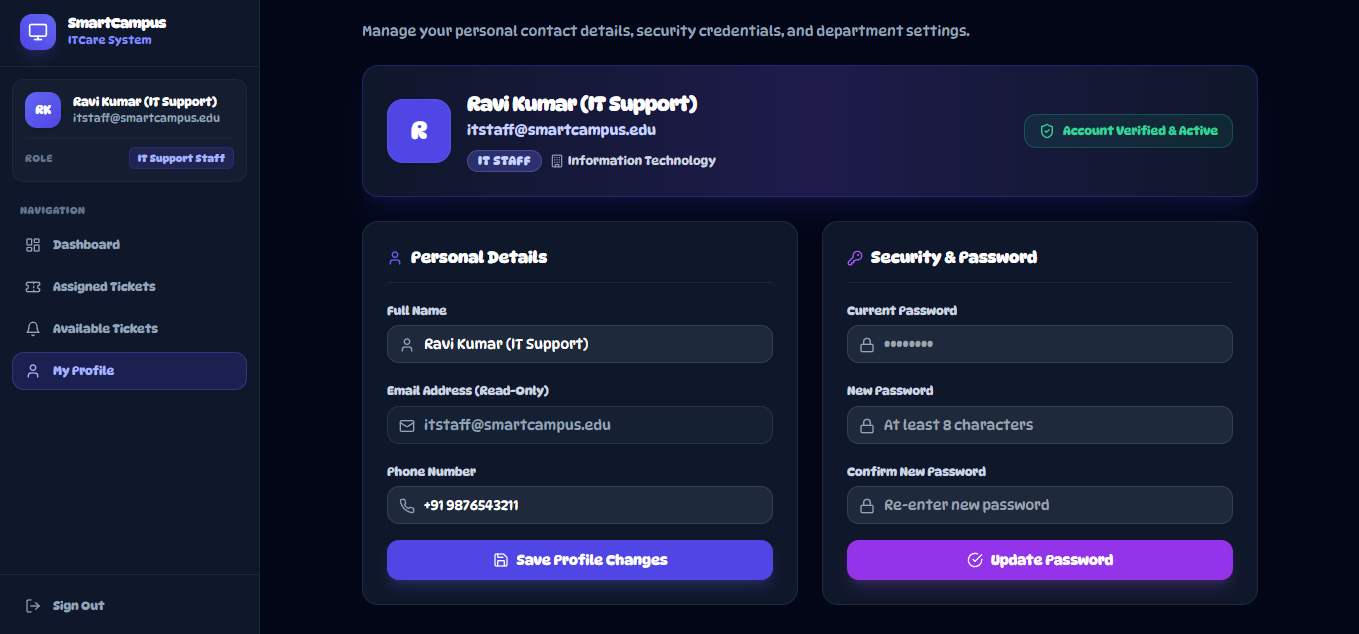 SmartCampus
ITCare System
RK
Ravi Kumar (IT Support)
itstaff@smartcampus.edu
ROLE
IT Support Staff
NAVIGATION
Dashboard
Assigned Tickets
Available Tickets
My Profile
Sign Out
Manage your personal contact details, security credentials, and department settings.
R
Ravi Kumar (IT Support)
itstaff@smartcampus.edu
IT STAFF
Information Technology
Account Verified & Active
Personal Details
Full Name
Ravi Kumar (IT Support)
Email Address (Read-Only)
itstaff@smartcampus.edu
Phone Number
+91 9876543211
Save Profile Changes
Security & Password
Current Password
••••••••
New Password
At least 8 characters
Confirm New Password
Re-enter new password
Update Password